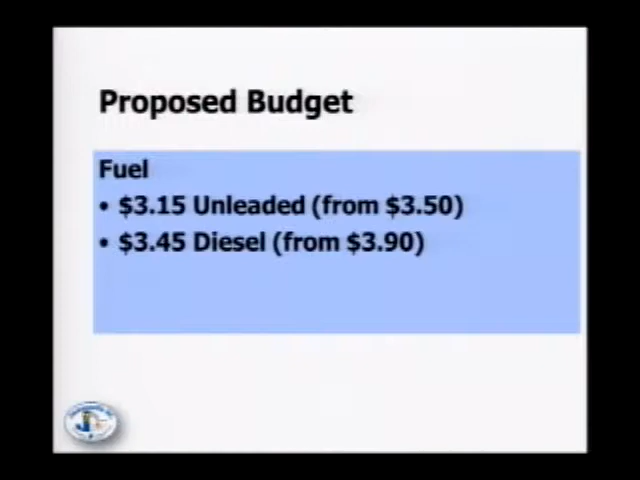 Proposed Budget
Fuel
• $3.15 Unleaded (from $3.50)
• $3.45 Diesel (from $3.90)